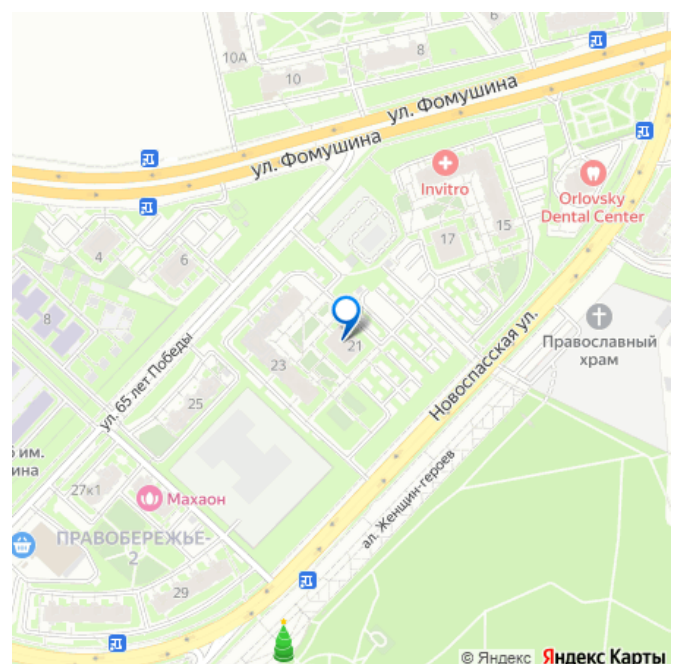 10А
10
8
ул. Фомушина
ул. Фомушина
Invitro
Orlovsky
Dental Center
15
17
4
6
8
21
Православный
храм
Новоспасская ул.
23
ул. 65 лет Победы
25
6 им.
ина
27к1
Махаон
ал. Женщин-героев
ПРАВОБЕРЕЖЬЕ-
2
29
© Яндекс Яндекс Карты